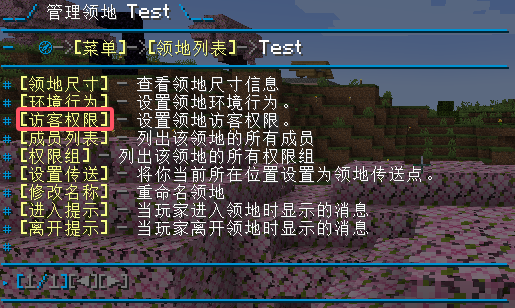 __/ 管理领地 Test \__
— ->[菜单]->[领地列表]->Test
# [领地尺寸] — 查看领地尺寸信息
# [环境行为] — 设置领地环境行为。
# [访客权限] — 设置领地访客权限。
# [成员列表] — 列出该领地的所有成员
# [权限组] — 列出该领地的所有权限组
# [设置传送] — 将你当前所在位置设置为领地传送点。
# [修改名称] — 重命名领地
# [进入提示] — 当玩家进入领地时显示的消息
# [离开提示] — 当玩家离开领地时显示的消息
#
▸ [1/1][◄][►]